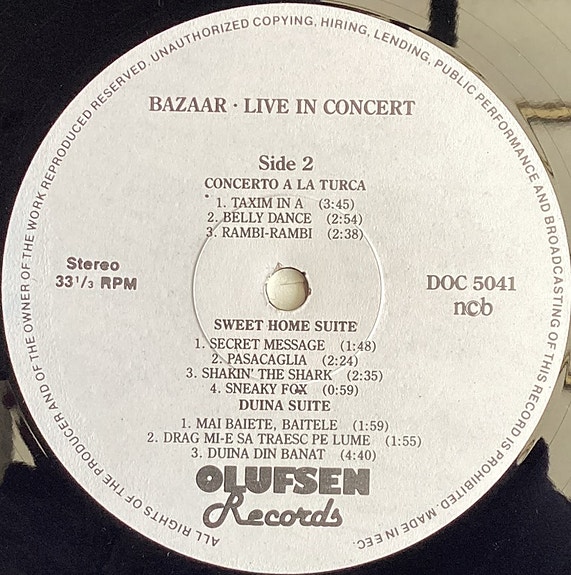 ALL RIGHTS OF THE PRODUCER AND OF THE OWNER OF THE WORK REPRODUCED RESERVED. UNAUTHORIZED COPYING, HIRING, LENDING, PUBLIC PERFORMANCE AND BROADCASTING OF THIS RECORD IS PROHIBITED. MADE IN EEC.
BAZAAR · LIVE IN CONCERT
Side 2
CONCERTO A LA TURCA
1. TAXIM IN A (3:45)
2. BELLY DANCE (2:54)
3. RAMBI-RAMBI (2:38)
Stereo
33 1/3 RPM
DOC 5041
ncb
SWEET HOME SUITE
1. SECRET MESSAGE (1:48)
2. PASACAGLIA (2:24)
3. SHAKIN' THE SHARK (2:35)
4. SNEAKY FOX (0:59)
DUINA SUITE
1. MAI BAIETE, BAITELE (1:59)
2. DRAG MI-E SA TRAESC PE LUME (1:55)
3. DUINA DIN BANAT (4:40)
OLUFSEN
Records